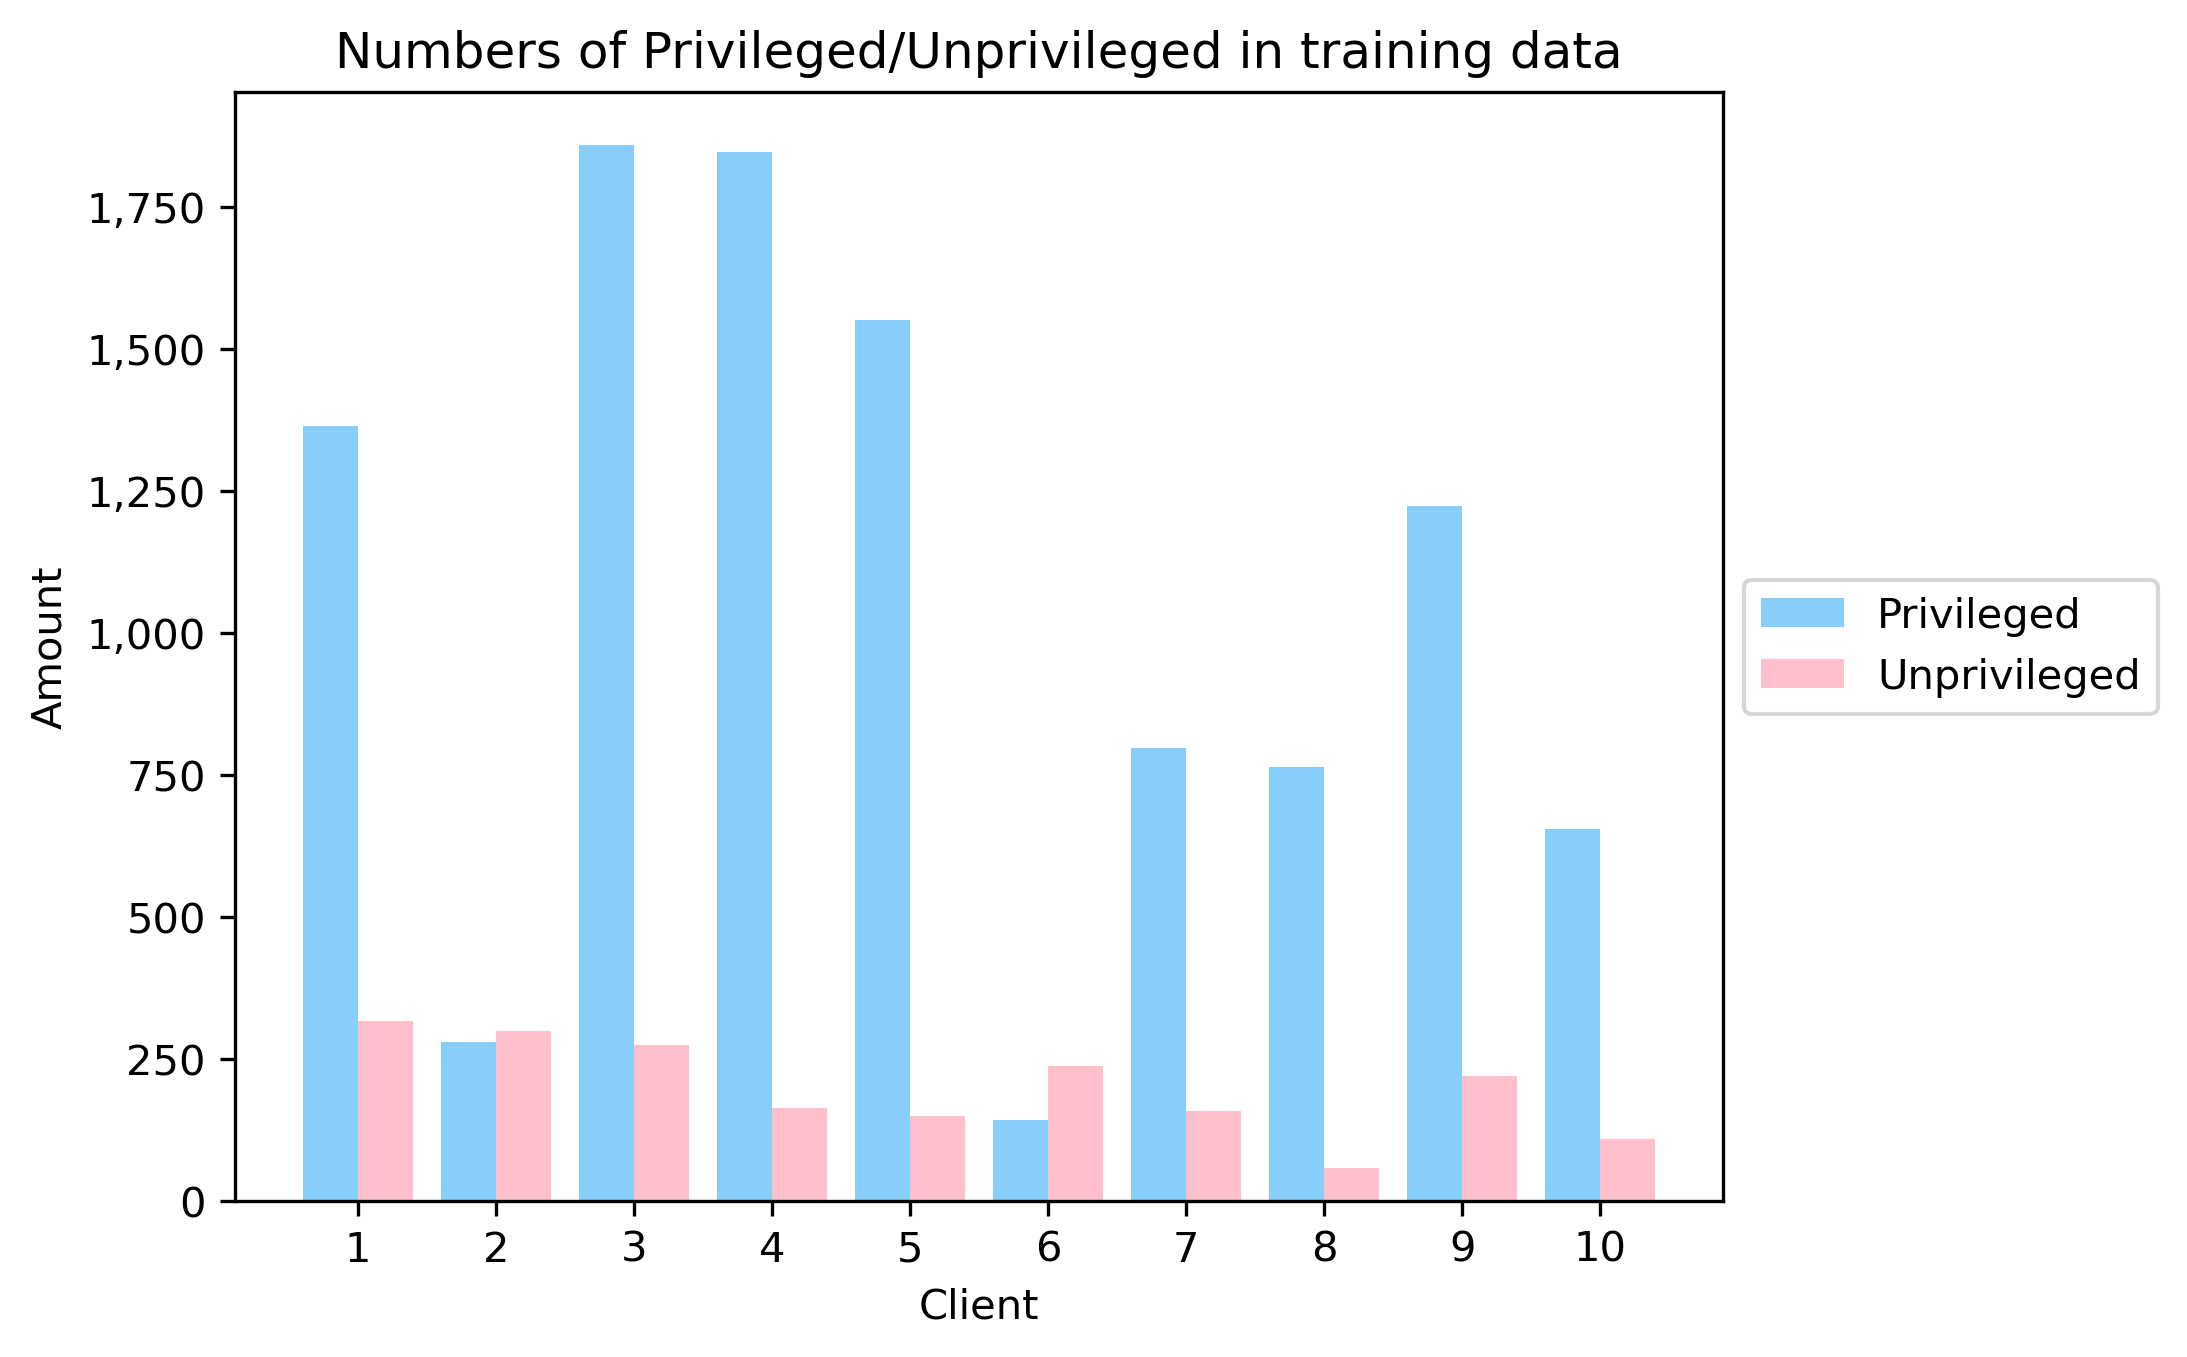 Numbers of Privileged/Unprivileged in training data
1,750
1,500
1,250
1,000
750
500
250
0
Amount
1 2 3 4 5 6 7 8 9 10
Client
Privileged
Unprivileged